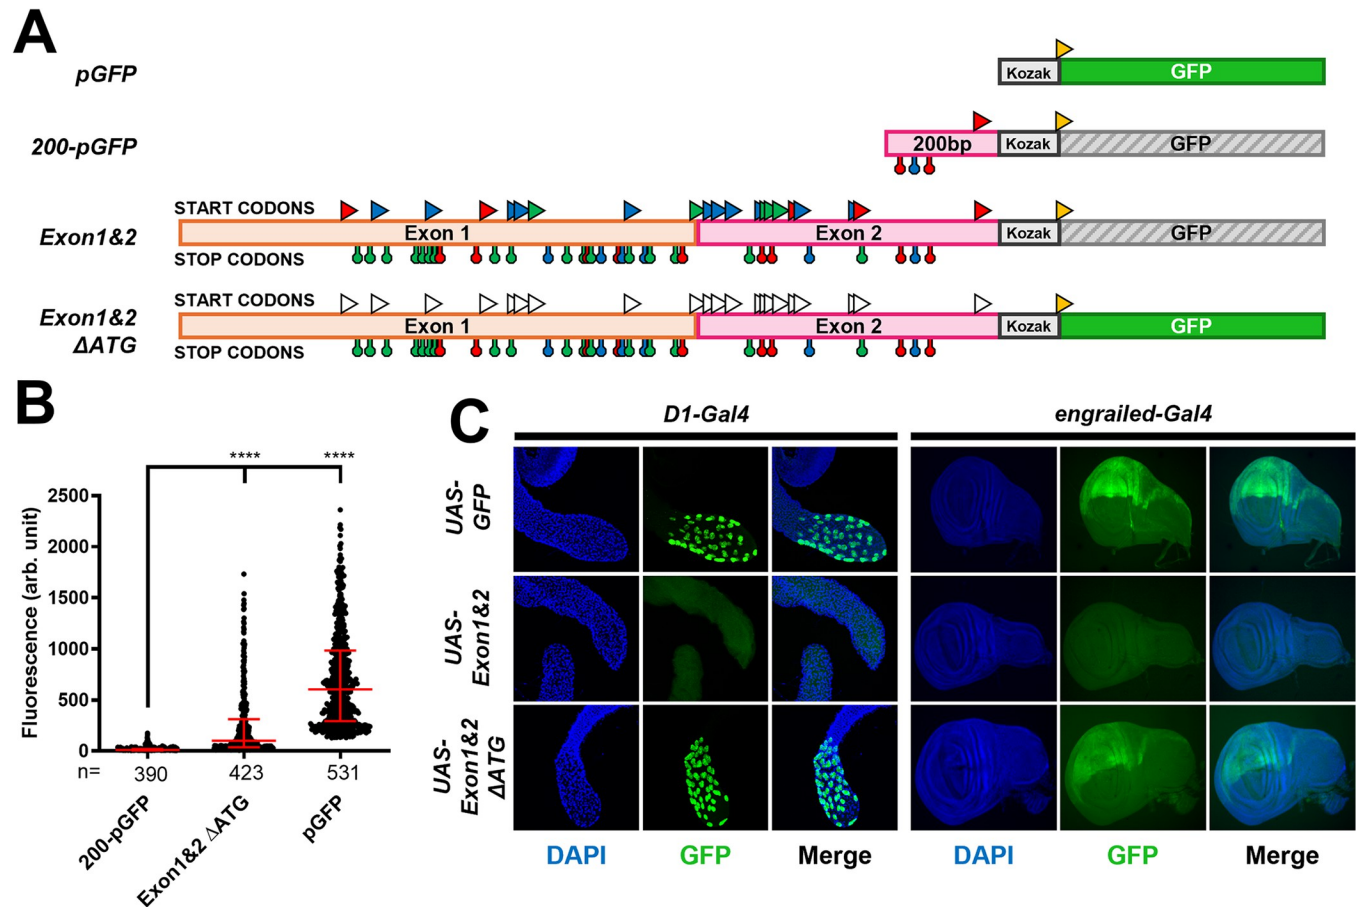 A
pGFP
Kozak
GFP
200-pGFP
200bp
Kozak
GFP
START CODONS
Exon1&2
Exon 1
Exon 2
Kozak
GFP
STOP CODONS
START CODONS
Exon1&2
ΔATG
Exon 1
Exon 2
Kozak
GFP
STOP CODONS
B
**** ****
Fluorescence (arb. unit)
2500
2000
1500
1000
500
0
n= 390 423 531
200-pGFP
Exon1&2 ΔATG
pGFP
C
D1-Gal4
engrailed-Gal4
UAS-
GFP
UAS-
Exon1&2
UAS-
Exon1&2
ΔATG
DAPI GFP Merge DAPI GFP Merge